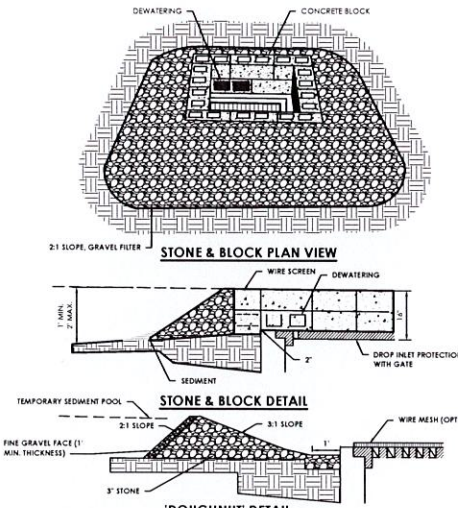 DEWATERING
CONCRETE BLOCK
2:1 SLOPE, GRAVEL FILTER
STONE & BLOCK PLAN VIEW
WIRE SCREEN
DEWATERING
1' MIN.
2' MAX.
16"
2"
DROP INLET PROTECTION
WITH GATE
SEDIMENT
STONE & BLOCK DETAIL
TEMPORARY SEDIMENT POOL
2:1 SLOPE
3:1 SLOPE
WIRE MESH (OPT
1'
FINE GRAVEL FACE (1'
MIN. THICKNESS)
3" STONE
'DOUGHNUT' DETAIL